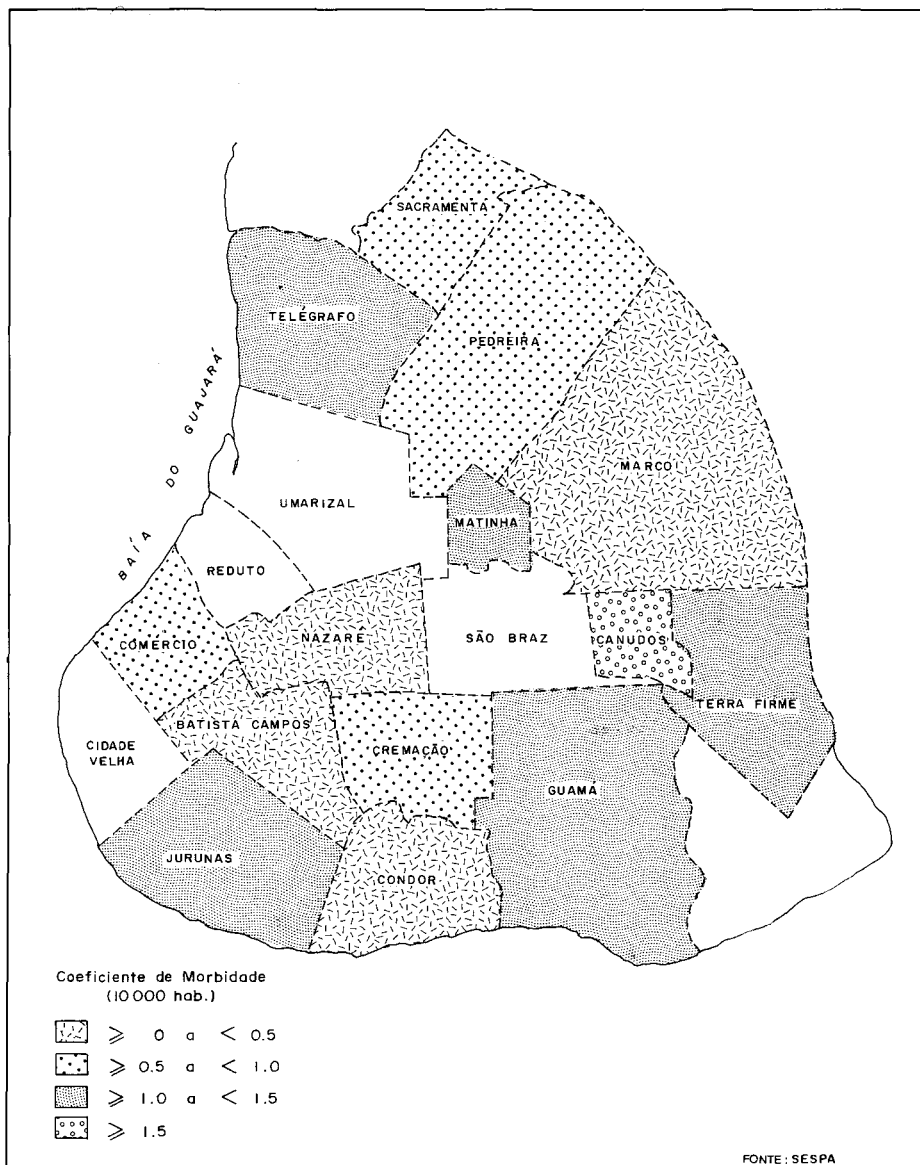 SACRAMENTA
TELÉGRAFO
PEDREIRA
BAÍA DO GUAJARÁ
MARCO
UMARIZAL
MATINHA
REDUTO
COMÉRCIO
NAZARÉ
SÃO BRAZ
CANUDOS
TERRA FIRME
BATISTA CAMPOS
CIDADE
VELHA
CREMAÇÃO
GUAMÁ
JURUNAS
CONDOR
Coeficiente de Morbidade
(10 000 hab.)
⩾ 0 a < 0.5
⩾ 0.5 a < 1.0
⩾ 1.0 a < 1.5
⩾ 1.5
FONTE: SESPA